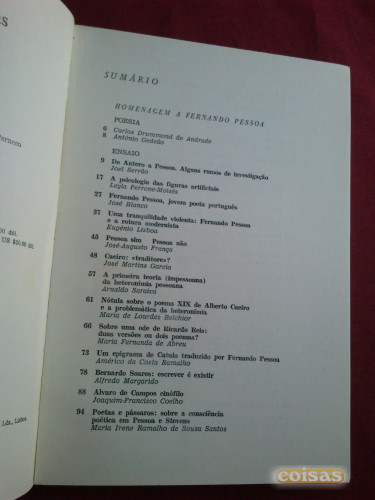 SUMÁRIO
HOMENAGEM A FERNANDO PESSOA
POESIA
6 Carlos Drummond de Andrade
8 António Gedeão
ENSAIO
9 De Antero a Pessoa. Alguns rumos de investigação
Joel Serrão
17 A psicologia das figuras artificiais
Leyla Perrone-Moisés
27 Fernando Pessoa, jovem poeta português
José Blanco
37 Uma tranquilidade violenta: Fernando Pessoa
e a rotura modernista
Eugénio Lisboa
45 Pessoa sim Pessoa não
José-Augusto França
48 Caeiro: «traditore»?
José Martins Garcia
57 A primeira teoria (impessoana)
da heteronímia pessoana
Arnaldo Saraiva
61 Nótula sobre o poema XIX de Alberto Caeiro
e a problemática da heteronímia
Maria de Lourdes Belchior
66 Sobre uma ode de Ricardo Reis:
duas versões ou dois poemas?
Maria Fernanda de Abreu
73 Um epigrama de Catulo traduzido por Fernando Pessoa
Américo da Costa Ramalho
78 Bernardo Soares: escrever é existir
Alfredo Margarido
88 Álvaro de Campos cinófilo
Joaquim-Francisco Coelho
94 Poetas e pássaros: sobre a consciência
poética em Pessoa e Stevens
Maria Irene Ramalho de Sousa Santos
Lda., Lisboa
coisas